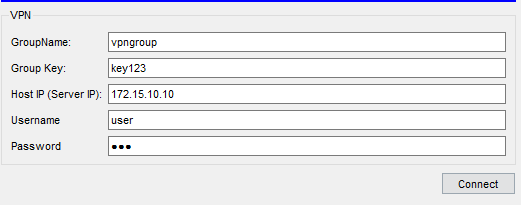 VPN
GroupName: vpngroup
Group Key: key123
Host IP (Server IP): 172.15.10.10
Username user
Password ●●●
Connect